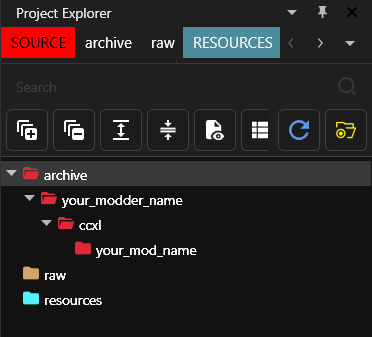 Project Explorer
SOURCE archive raw RESOURCES
Search
archive
your_modder_name
ccxl
your_mod_name
raw
resources